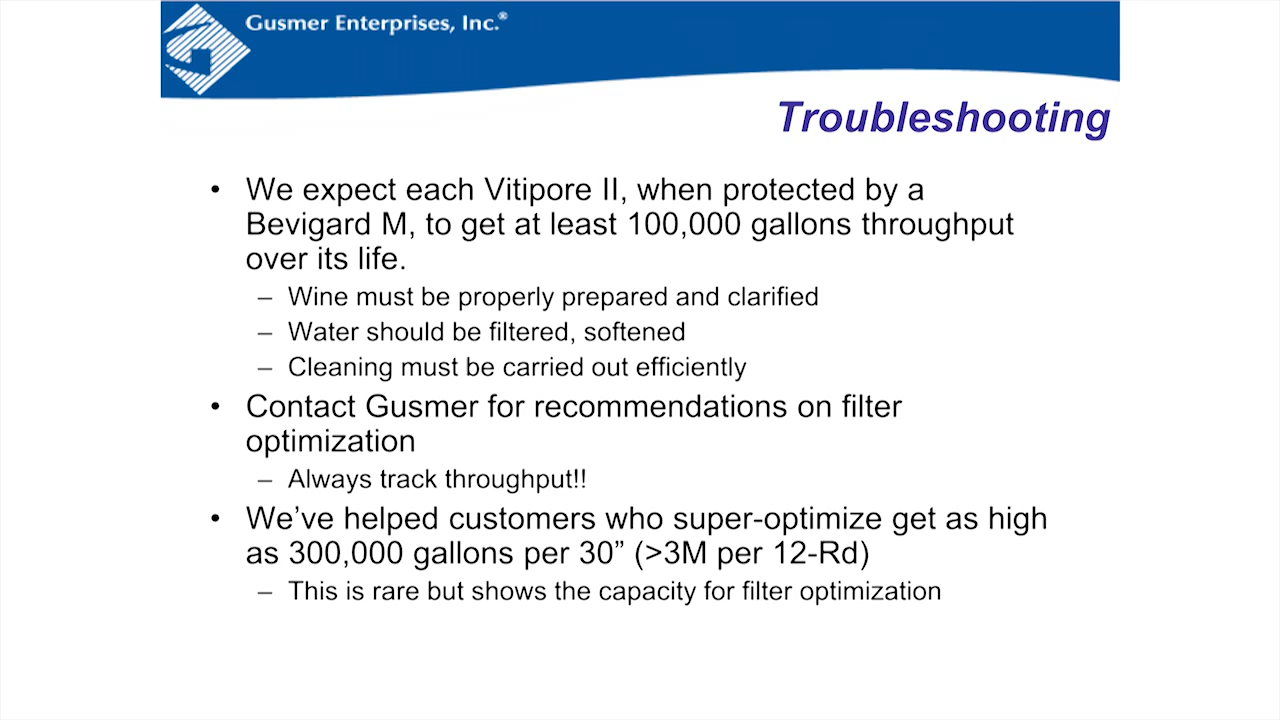 Gusmer Enterprises, Inc.®
Troubleshooting
• We expect each Vitipore II, when protected by a
Bevigard M, to get at least 100,000 gallons throughput
over its life.
– Wine must be properly prepared and clarified
– Water should be filtered, softened
– Cleaning must be carried out efficiently
• Contact Gusmer for recommendations on filter
optimization
– Always track throughput!!
• We’ve helped customers who super-optimize get as high
as 300,000 gallons per 30” (>3M per 12-Rd)
– This is rare but shows the capacity for filter optimization